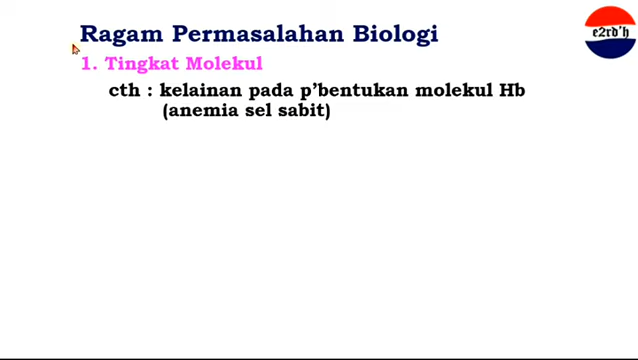 Ragam Permasalahan Biologi
e2rd'h
1. Tingkat Molekul
cth : kelainan pada p'bentukan molekul Hb
(anemia sel sabit)